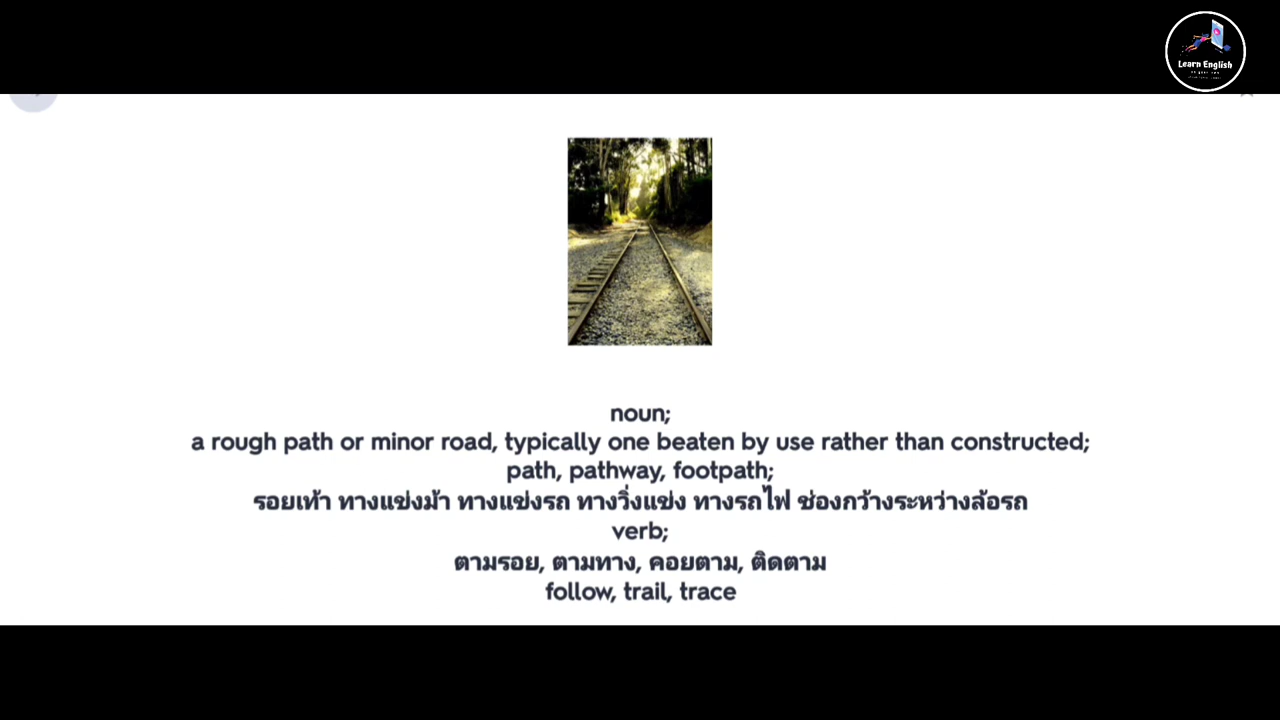 Learn English
noun;
a rough path or minor road, typically one beaten by use rather than constructed;
path, pathway, footpath;
รอยเท้า ทางแข่งม้า ทางแข่งรถ ทางวิ่งแข่ง ทางรถไฟ ช่องกว้างระหว่างล้อรถ
verb;
ตามรอย, ตามทาง, คอยตาม, ติดตาม
follow, trail, trace